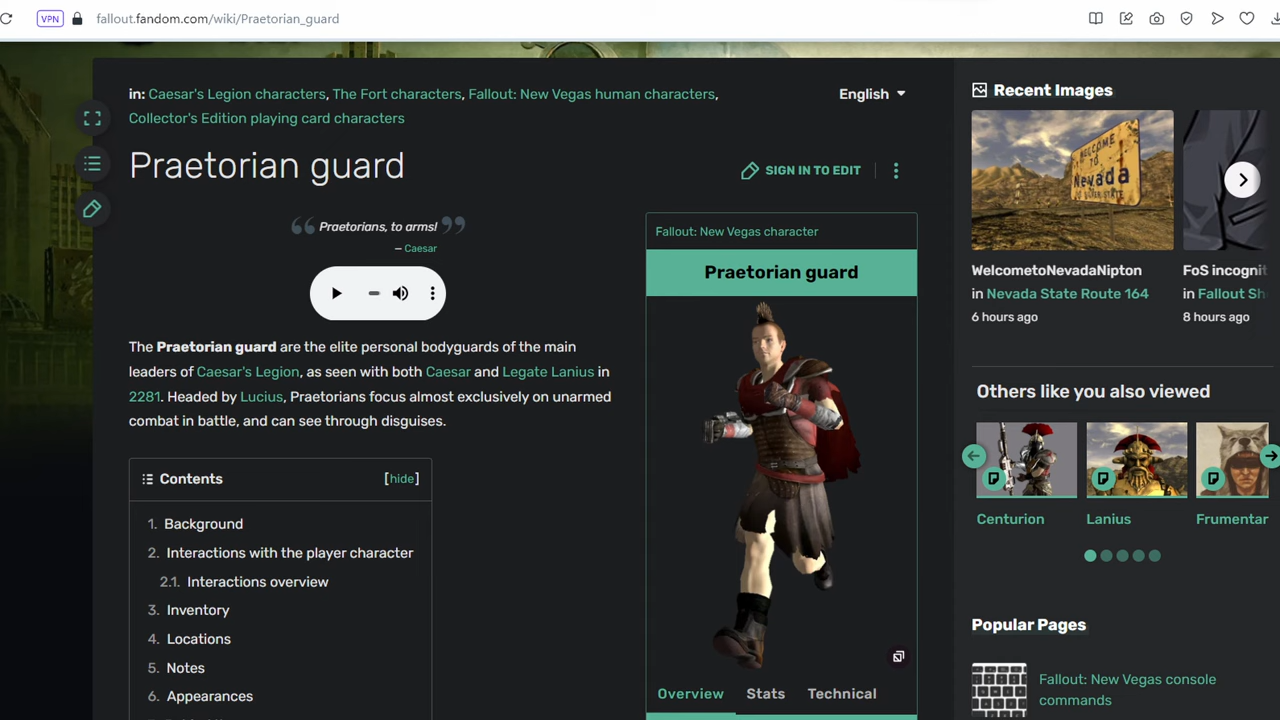 VPN
fallout.fandom.com/wiki/Praetorian_guard
in: Caesar's Legion characters, The Fort characters, Fallout: New Vegas human characters,
Collector's Edition playing card characters
English
Praetorian guard
SIGN IN TO EDIT
Praetorians, to arms!
– Caesar
The Praetorian guard are the elite personal bodyguards of the main
leaders of Caesar's Legion, as seen with both Caesar and Legate Lanius in
2281. Headed by Lucius, Praetorians focus almost exclusively on unarmed
combat in battle, and can see through disguises.
Contents [hide]
1. Background
2. Interactions with the player character
2.1. Interactions overview
3. Inventory
4. Locations
5. Notes
6. Appearances
Fallout: New Vegas character
Praetorian guard
Overview Stats Technical
Recent Images
WELCOME
TO
Nevada
WelcometoNevadaNipton
in Nevada State Route 164
6 hours ago
FoS incognit
in Fallout Sh
8 hours ago
Others like you also viewed
Centurion
Lanius
Frumentar
Popular Pages
Fallout: New Vegas console
commands